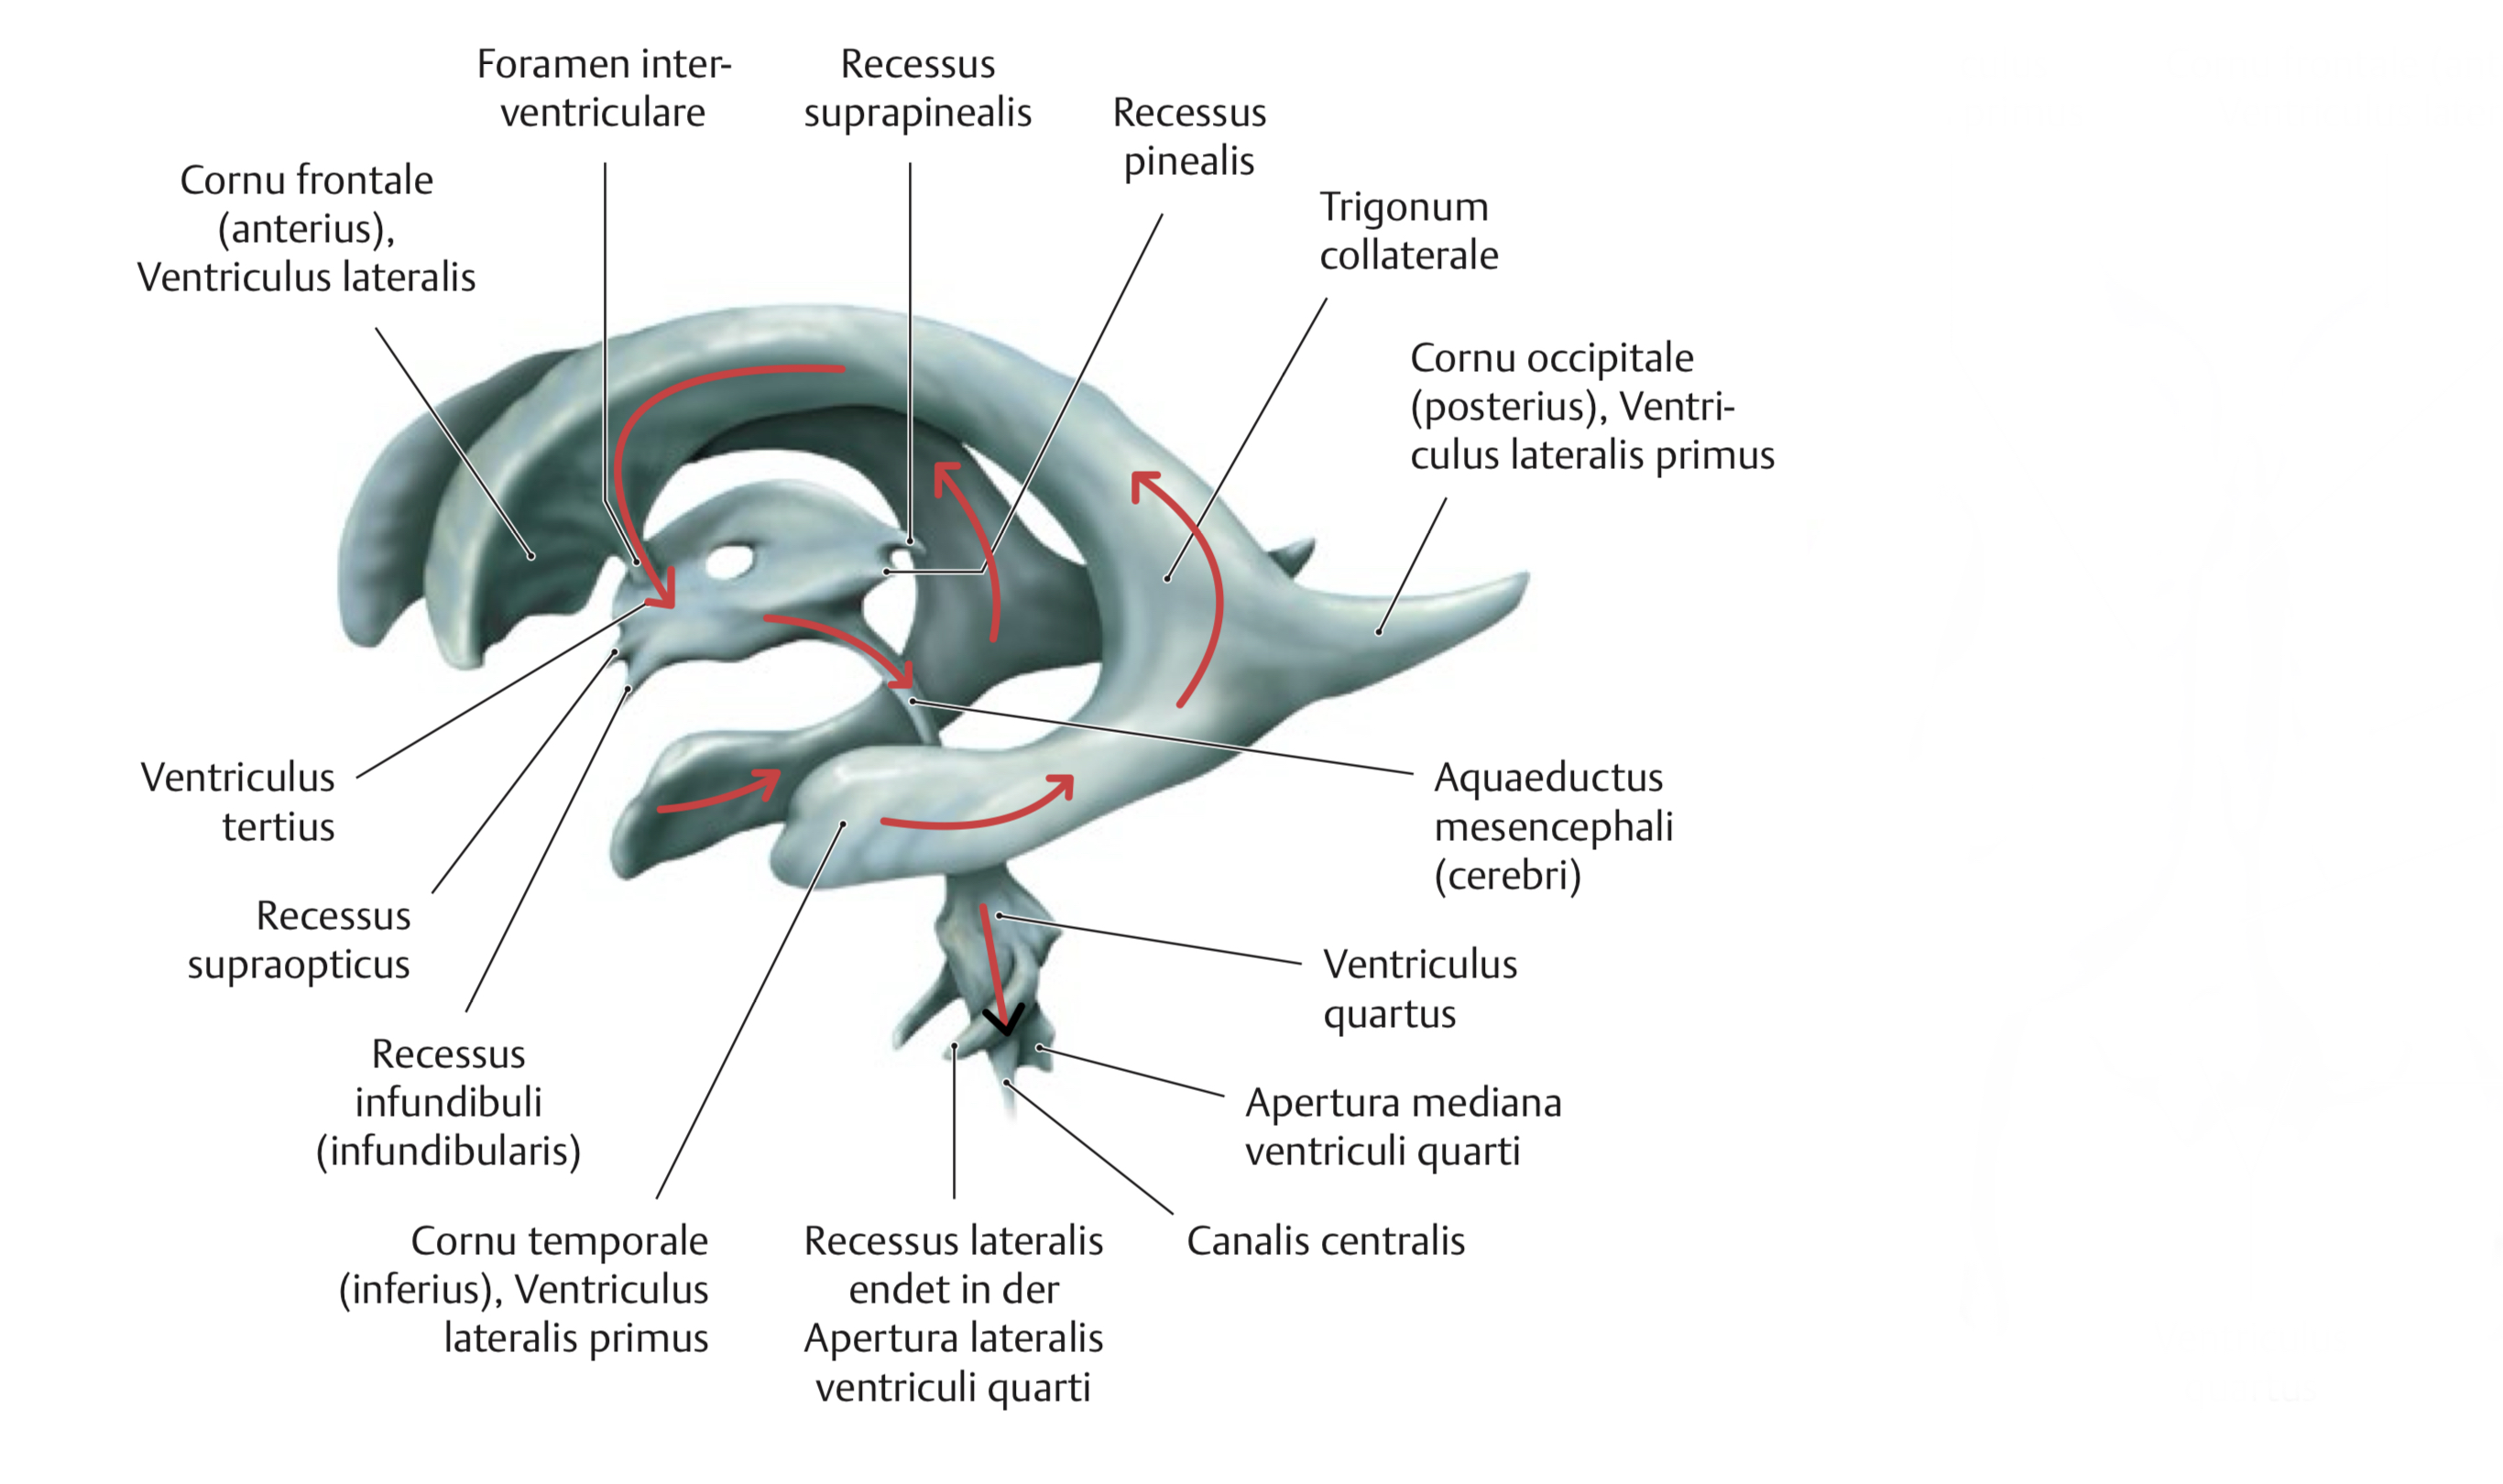 Foramen inter-
ventriculare
Recessus
suprapinealis
Recessus
pinealis
Cornu frontale
(anterius),
Ventriculus lateralis
Trigonum
collaterale
Cornu occipitale
(posterius), Ventri-
culus lateralis primus
Ventriculus
tertius
Aquaeductus
mesencephali
(cerebri)
Recessus
supraopticus
Ventriculus
quartus
Recessus
infundibuli
(infundibularis)
Apertura mediana
ventriculi quarti
Cornu temporale
(inferius), Ventriculus
lateralis primus
Recessus lateralis
endet in der
Apertura lateralis
ventriculi quarti
Canalis centralis